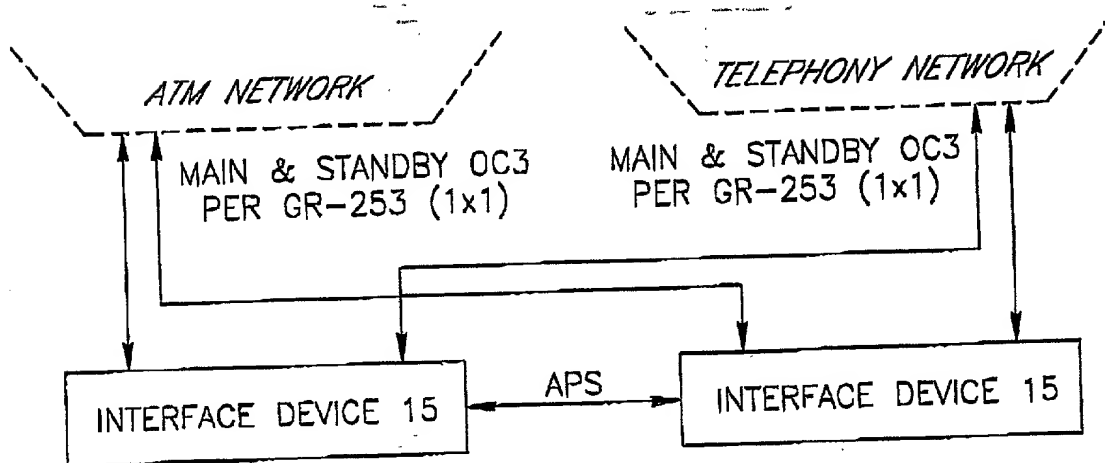 ATM NETWORK
TELEPHONY NETWORK
MAIN & STANDBY OC3
PER GR-253 (1x1)
MAIN & STANDBY OC3
PER GR-253 (1x1)
INTERFACE DEVICE 15
APS
INTERFACE DEVICE 15